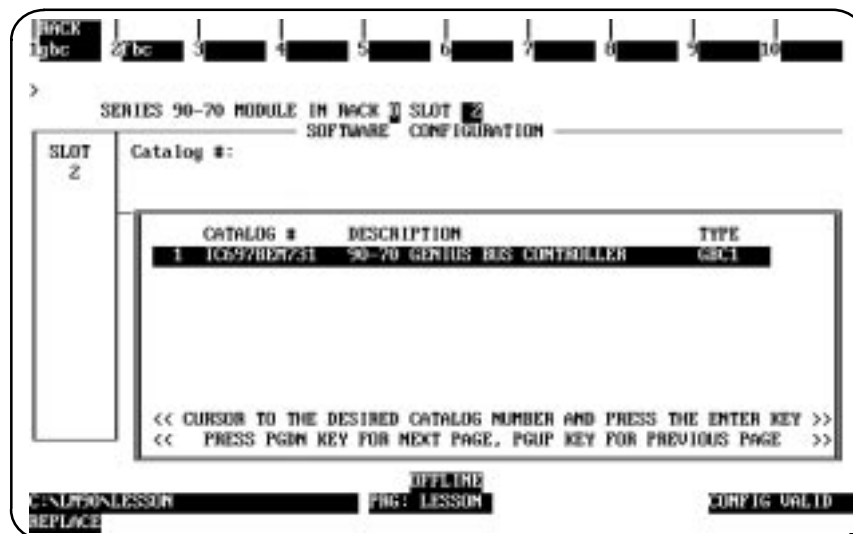 RACK
1gbc 2fbc 3 4 5 6 7 8 9 10
>
SERIES 90-70 MODULE IN RACK 0 SLOT 2
SOFTWARE CONFIGURATION
SLOT Catalog #:
2
CATALOG # DESCRIPTION TYPE
1 IC697BEM731 90-70 GENIUS BUS CONTROLLER GBC1
<< CURSOR TO THE DESIRED CATALOG NUMBER AND PRESS THE ENTER KEY >>
<< PRESS PGDN KEY FOR NEXT PAGE, PGUP KEY FOR PREVIOUS PAGE >>
OFFLINE
C:\LM90\LESSON PRG: LESSON CONFIG VALID
REPLACE